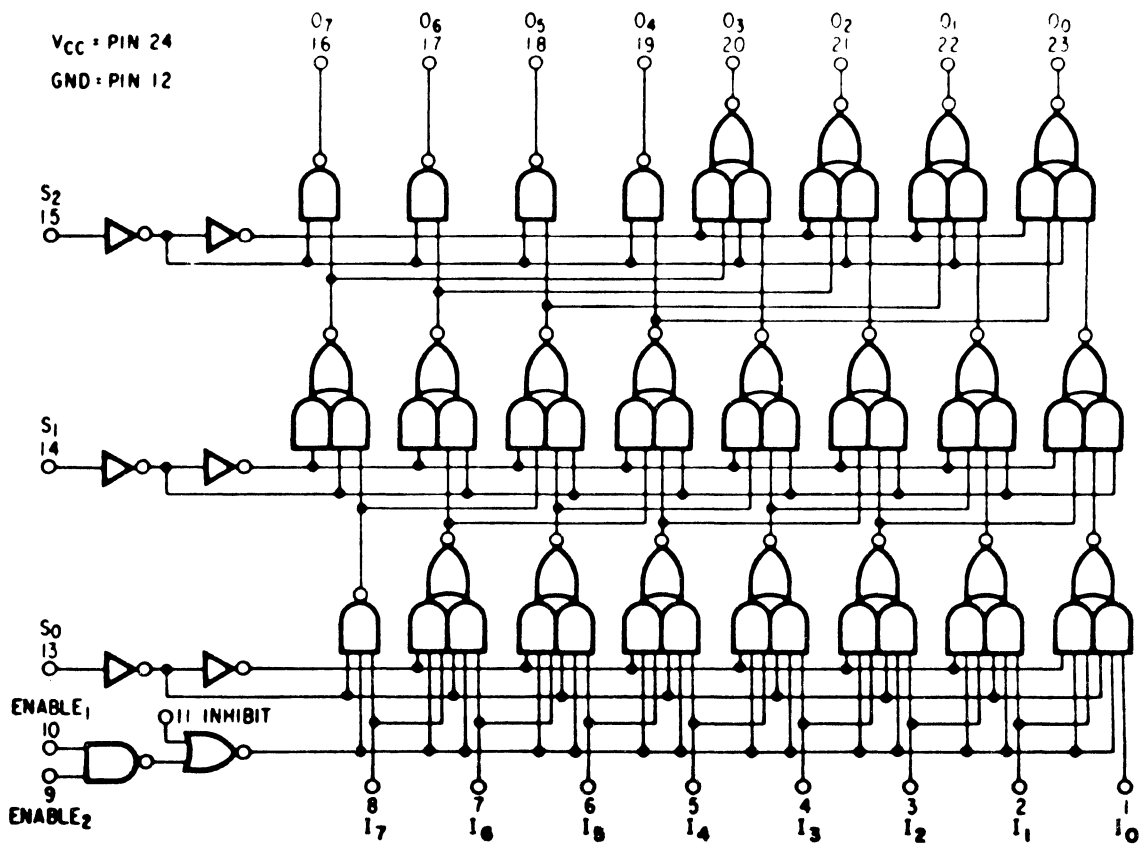 O7 O6 O5 O4 O3 O2 O1 O0
VCC = PIN 24 16 17 18 19 20 21 22 23
GND = PIN 12
S2
15
S1
14
S0
13
ENABLE1 11 INHIBIT
10
9
ENABLE2
8 7 6 5 4 3 2 1
I7 I6 I5 I4 I3 I2 I1 I0